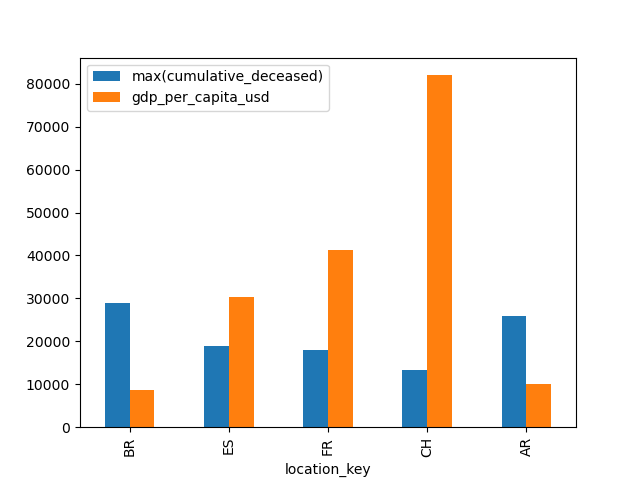 max(cumulative_deceased)
gdp_per_capita_usd
80000
70000
60000
50000
40000
30000
20000
10000
0
BR
ES
FR
CH
AR
location_key